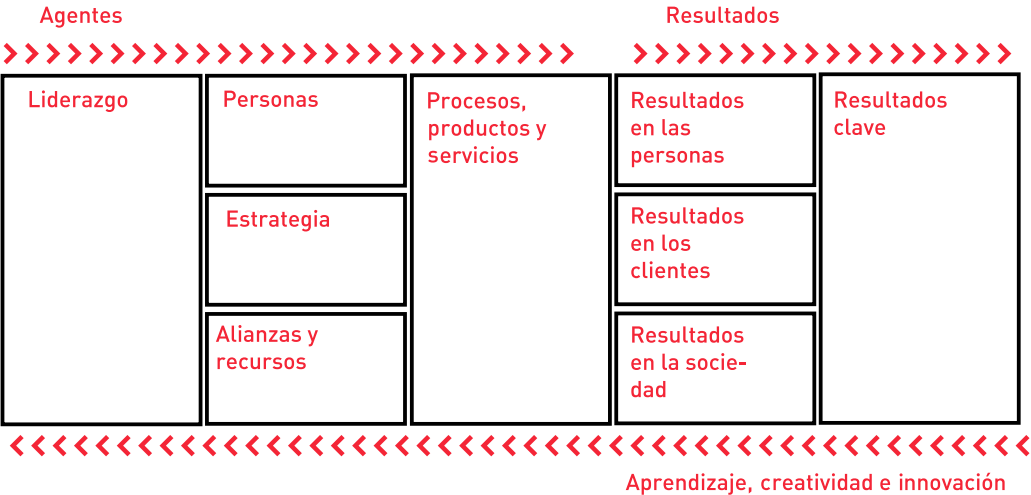 Agentes
Resultados
Liderazgo
Personas
Estrategia
Alianzas y
recursos
Procesos,
productos y
servicios
Resultados
en las
personas
Resultados
en los
clientes
Resultados
en la socie-
dad
Resultados
clave
Aprendizaje, creatividad e innovación